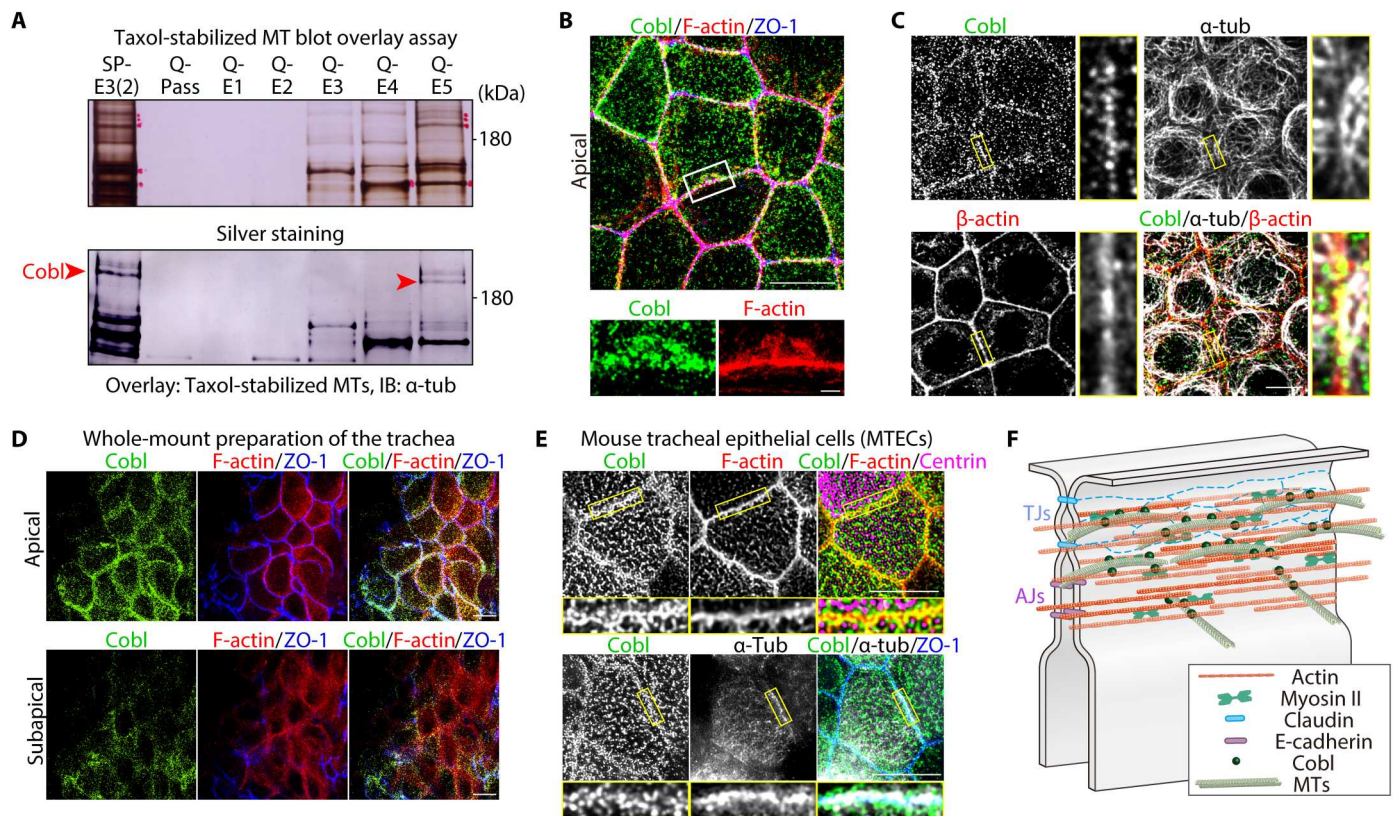 A
Taxol-stabilized MT blot overlay assay
SP- Q- Q- Q- Q- Q- Q-
E3(2) Pass E1 E2 E3 E4 E5 (kDa)
180
Silver staining
Cobl
180
Overlay: Taxol-stabilized MTs, IB: α-tub
B
Cobl/F-actin/ZO-1
Apical
Cobl F-actin
C
Cobl α-tub
β-actin Cobl/α-tub/β-actin
D
Whole-mount preparation of the trachea
Cobl F-actin/ZO-1 Cobl/F-actin/ZO-1
Apical
Cobl F-actin/ZO-1 Cobl/F-actin/ZO-1
Subapical
E
Mouse tracheal epithelial cells (MTECs)
Cobl F-actin Cobl/F-actin/Centrin
Cobl α-Tub Cobl/α-tub/ZO-1
F
TJs
AJs
Actin
Myosin II
Claudin
E-cadherin
Cobl
MTs